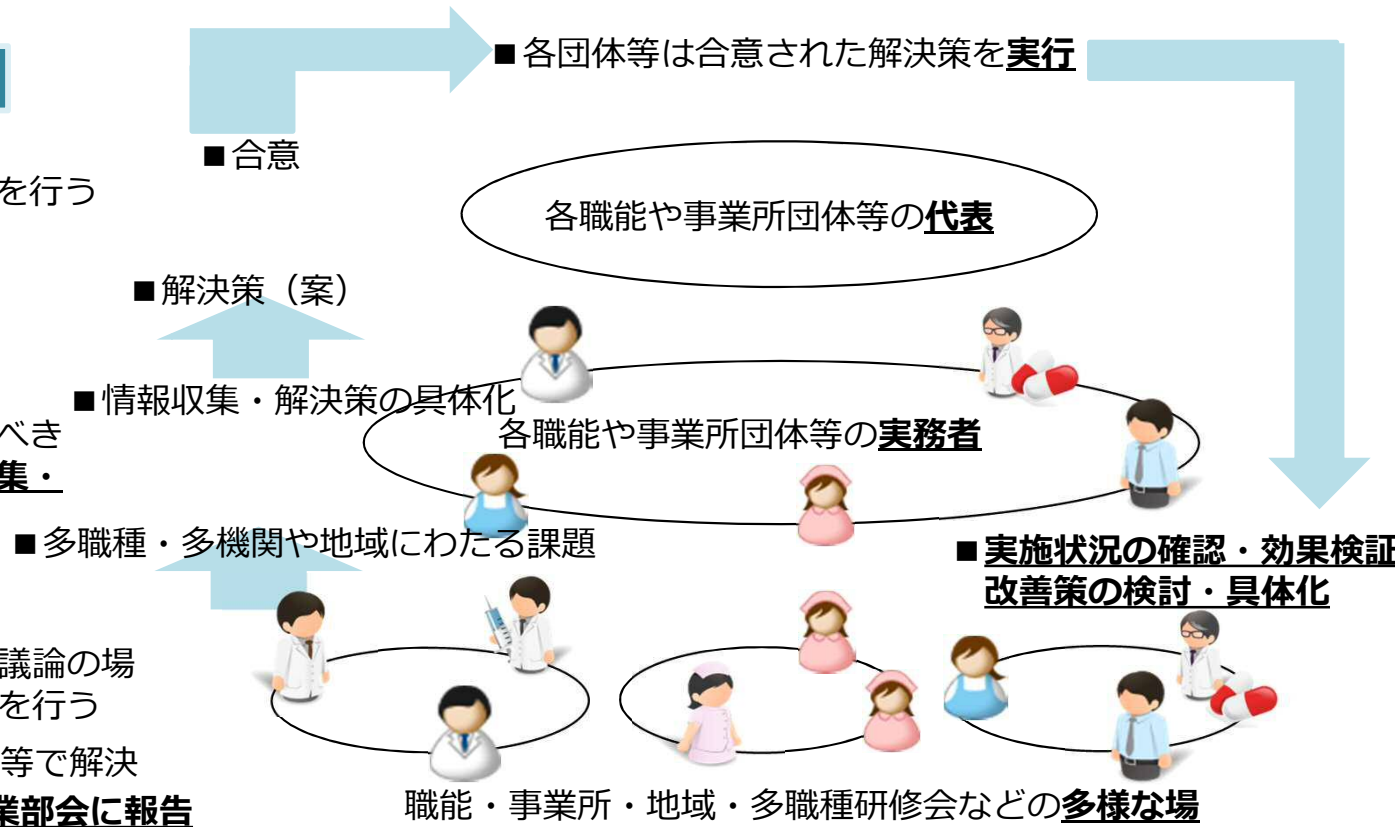 ■各団体等は合意された解決策を実行
■合意
を行う
各職能や事業所団体等の代表
■解決策（案）
■情報収集・解決策の具体化
べき
各職能や事業所団体等の実務者
集・
■多職種・多機関や地域にわたる課題
■実施状況の確認・効果検証
改善策の検討・具体化
議論の場
を行う
等で解決
業部会に報告
職能・事業所・地域・多職種研修会などの多様な場